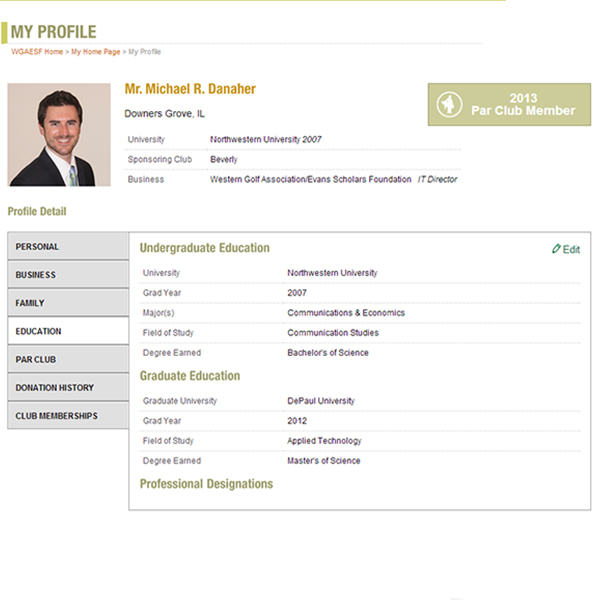 MY PROFILE
WGAESF Home > My Home Page > My Profile
Mr. Michael R. Danaher
Downers Grove, IL
2013
Par Club Member
University Northwestern University 2007
Sponsoring Club Beverly
Business Western Golf Association/Evans Scholars Foundation IT Director
Profile Detail
PERSONAL
BUSINESS
FAMILY
EDUCATION
PAR CLUB
DONATION HISTORY
CLUB MEMBERSHIPS
Undergraduate Education
Edit
University Northwestern University
Grad Year 2007
Major(s) Communications & Economics
Field of Study Communication Studies
Degree Earned Bachelor's of Science
Graduate Education
Graduate University DePaul University
Grad Year 2012
Field of Study Applied Technology
Degree Earned Master's of Science
Professional Designations